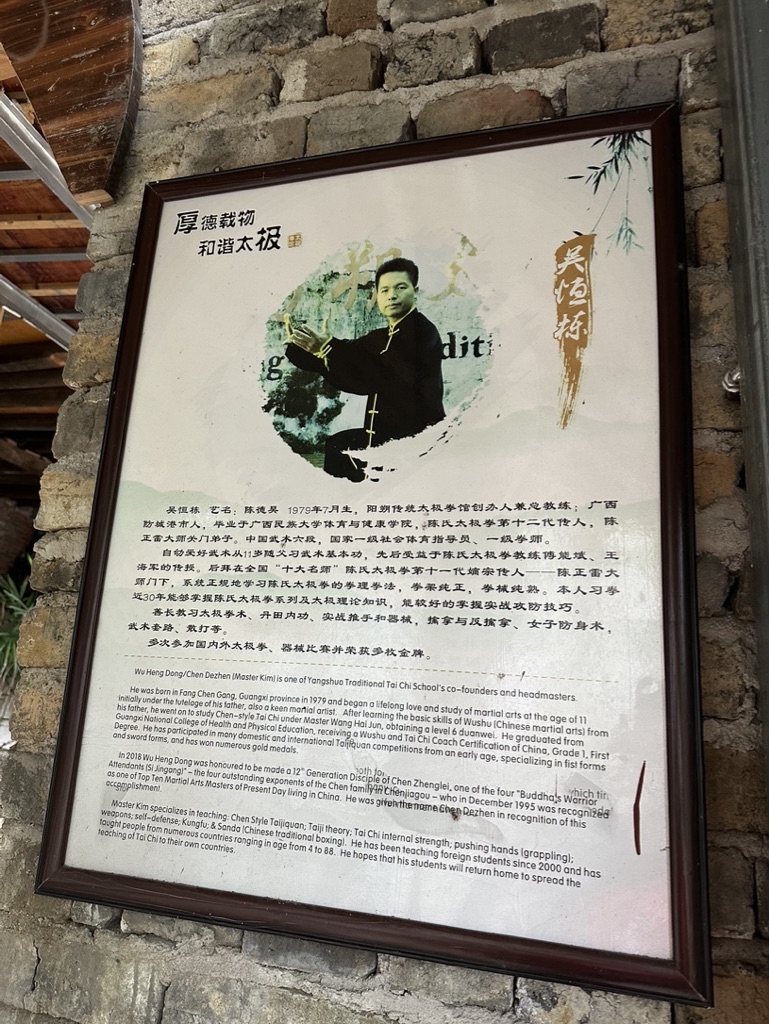 厚德载物
和谐太极
吴恒栋
g
dit
吴恒栋 艺名：陈德昊 1979年7月生，阳朔传统太极拳馆创办人兼总教练；广西
防城港市人，毕业于广西民族大学体育与健康学院，陈氏太极拳第十二代传人，陈
正雷大师关门弟子。中国武术六段，国家一级社会体育指导员、一级拳师。
自幼爱好武术从11岁随父习武术基本功，先后受益于陈氏太极拳教练傅能斌、王
海军的传授。后拜在全国“十大名师”陈氏太极拳第十一代嫡宗传人——陈正雷大
师门下，系统正规地学习陈氏太极拳的拳理拳法，拳架纯正，拳械纯熟。本人习拳
近30年能够掌握陈氏太极拳系列及太极理论知识，能较好的掌握实战攻防技巧。
善长教习太极拳术、丹田内功、实战推手和器械，擒拿与反擒拿、女子防身术，
武术套路、散打等。
多次参加国内外太极拳、器械比赛并荣获多枚金牌。
Wu Heng Dong/Chen Dezhen (Master Kim) is one of Yangshuo Traditional Tai Chi School's co-founders and headmasters.
He was born in Fang Chen Gang, Guangxi province in 1979 and began a lifelong love and study of martial arts at the age of 11
initially under the tuteloge of his father, also a keen martial artist. After learning the basic skills of Wushu (Chinese martial arts) from
his father, he went on to study Chen-style Tai Chi under Master Wang Hai Jun, obtaining a level 6 duanwei. He graduated from
Guangxi National College of Health and Physical Education, receiving a Wushu and Tai Chi Coach Certification of China, Grade 1, First
Degree. He has participated in many domestic and international Taijiquan competitions from an early age, specializing in fist forms
and sword forms, and has won numerous gold medals.
In 2018 Wu Heng Dong was honoured to be made a 12th Generation Disciple of Chen Zhenglei, one of the four "Buddha's Warrior
Attendants (Si Jingang)" – the four outstanding exponents of the Chen family in Chenjiagou – who in December 1995 was recognized
as one of Top Ten Martial Arts Masters of Present Day living in China. He was given the name Chen Dezhen in recognition of this
accomplishment.
Master Kim specializes in teaching: Chen Style Taijiquan; Taiji theory; Tai Chi internal strength; pushing hands (grappling);
weapons; self-defense; Kungfu; & Sanda (Chinese traditional boxing). He has been teaching foreign students since 2000 and has
taught people from numerous countries ranging in age from 4 to 88. He hopes that his students will return home to spread the
teaching of Tai Chi to their own countries.